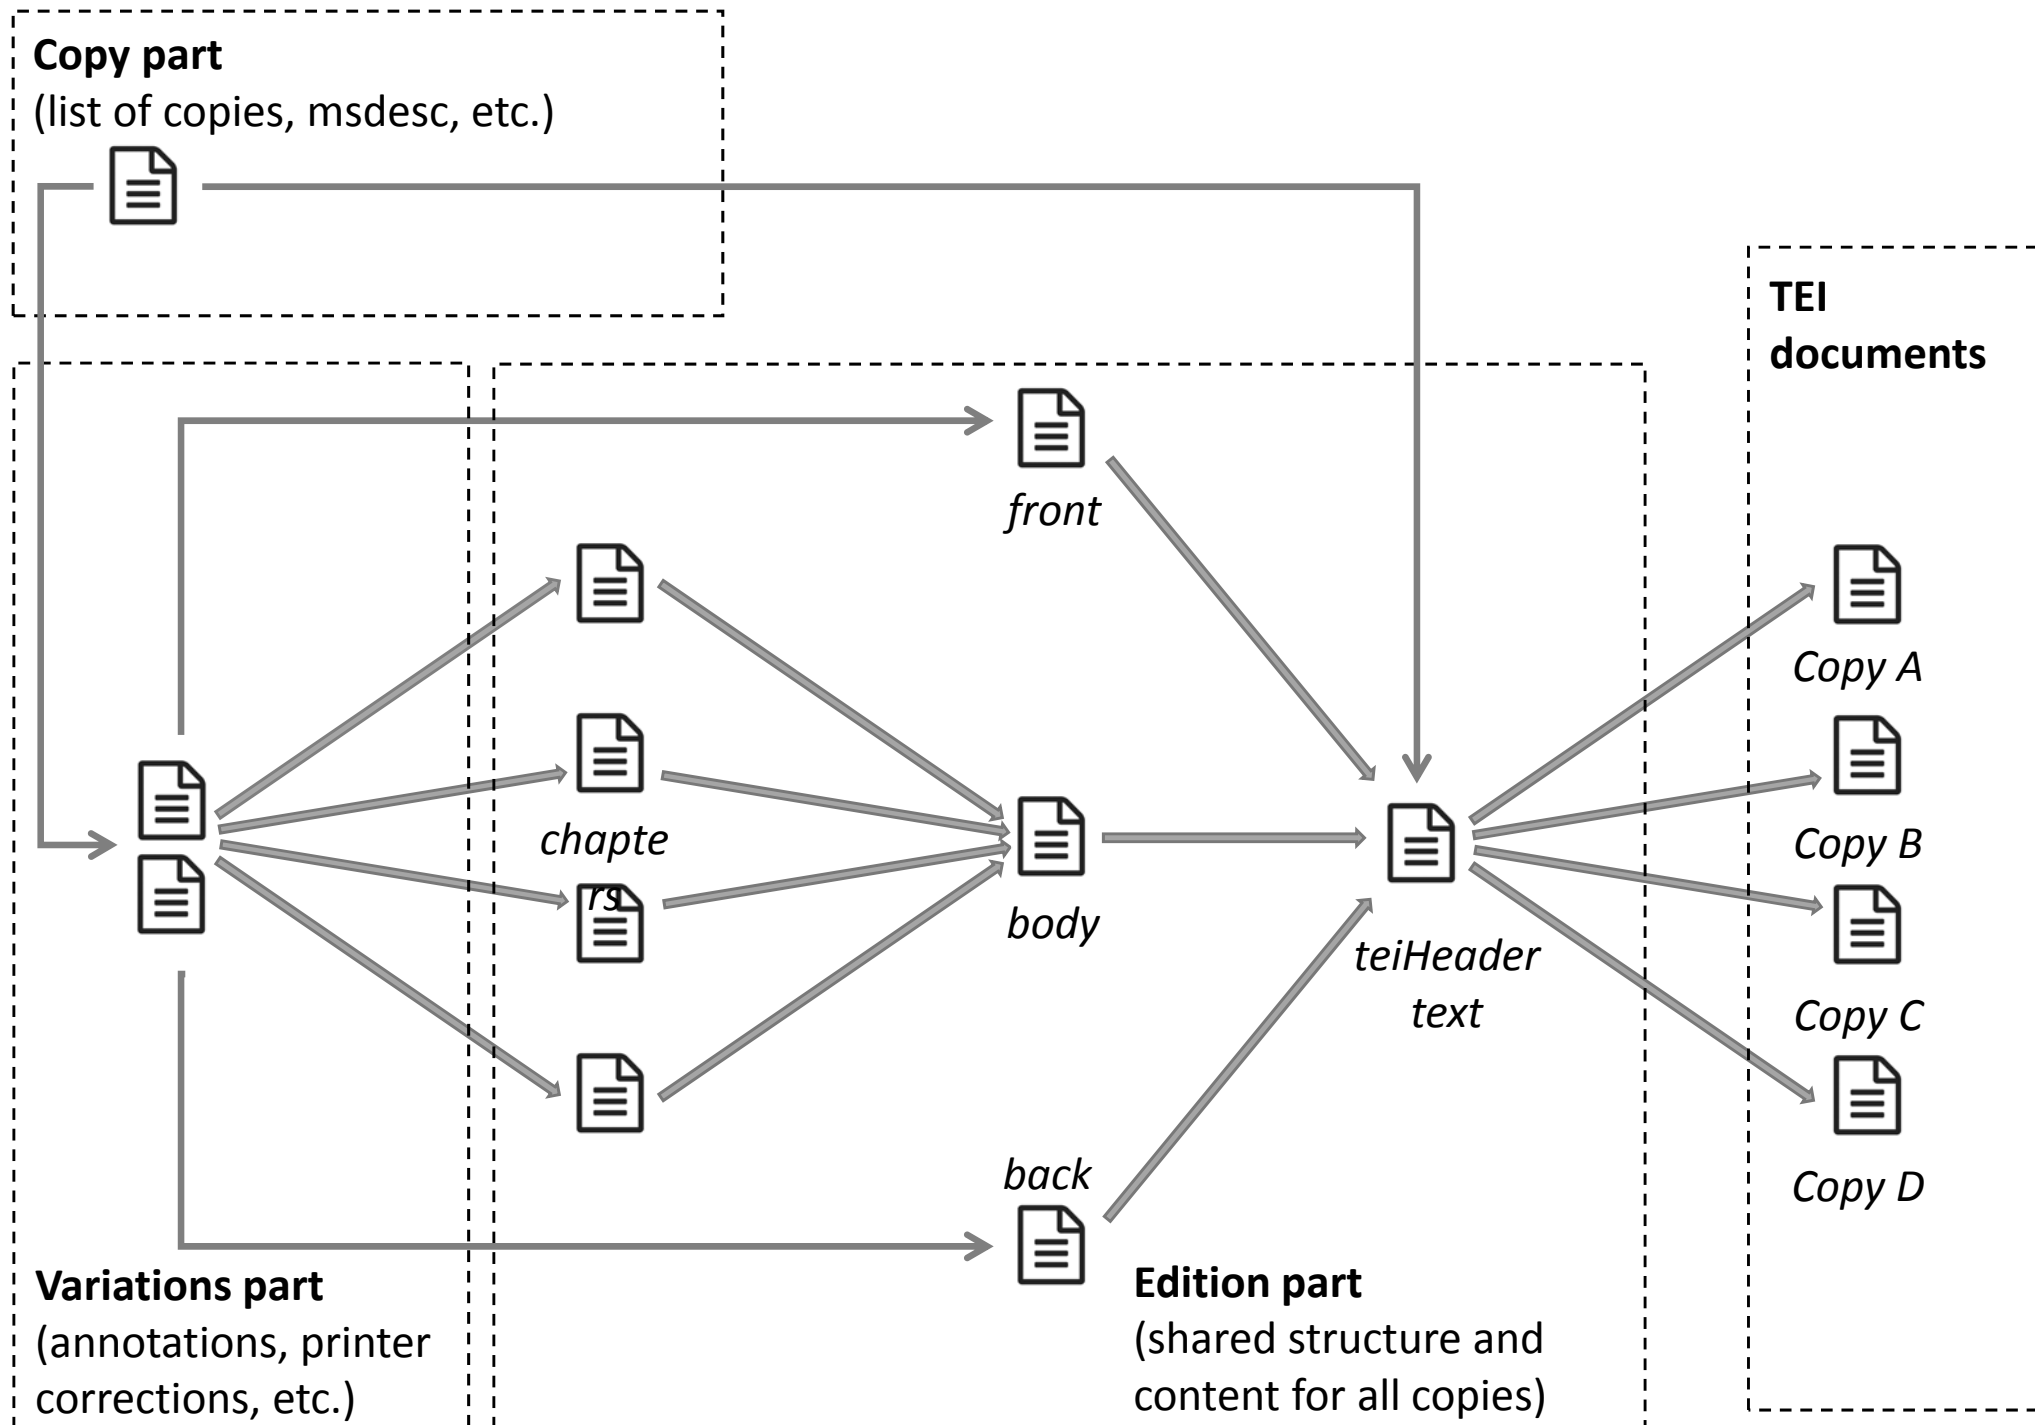 Copy part
(list of copies, msdesc, etc.)
TEI
documents
front
Copy A
chapte
rs
Copy B
body
teiHeader
text
Copy C
back
Copy D
Variations part
(annotations, printer
corrections, etc.)
Edition part
(shared structure and
content for all copies)